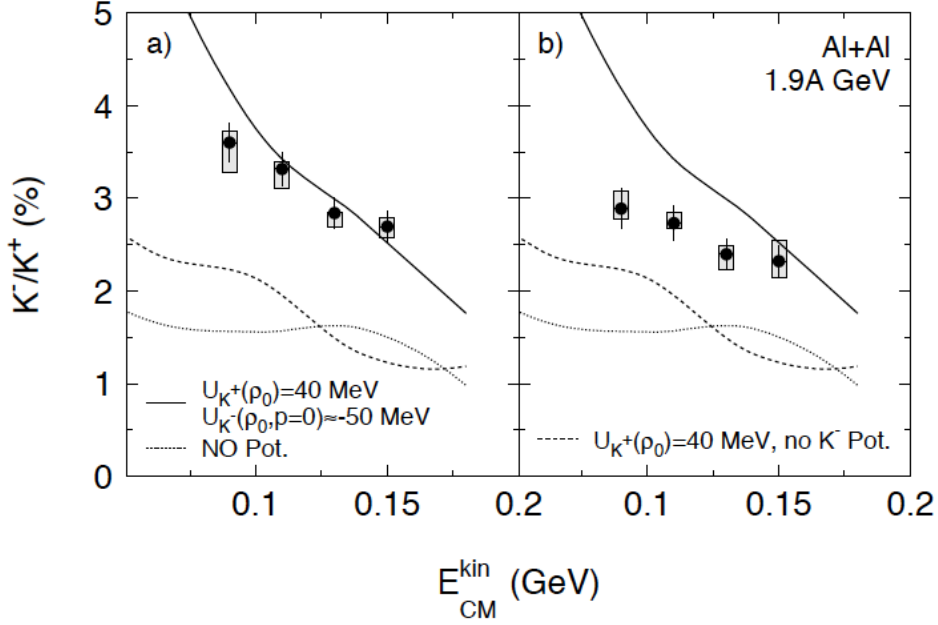 a)
b)
Al+Al
1.9A GeV
5
4
3
2
1
0
K⁻/K⁺ (%)
U_K⁺(ρ₀)=40 MeV
U_K⁻(ρ₀,p=0)≈-50 MeV
NO Pot.
U_K⁺(ρ₀)=40 MeV, no K⁻ Pot.
0.1 0.15 0.2 0.1 0.15 0.2
E_CM^kin (GeV)